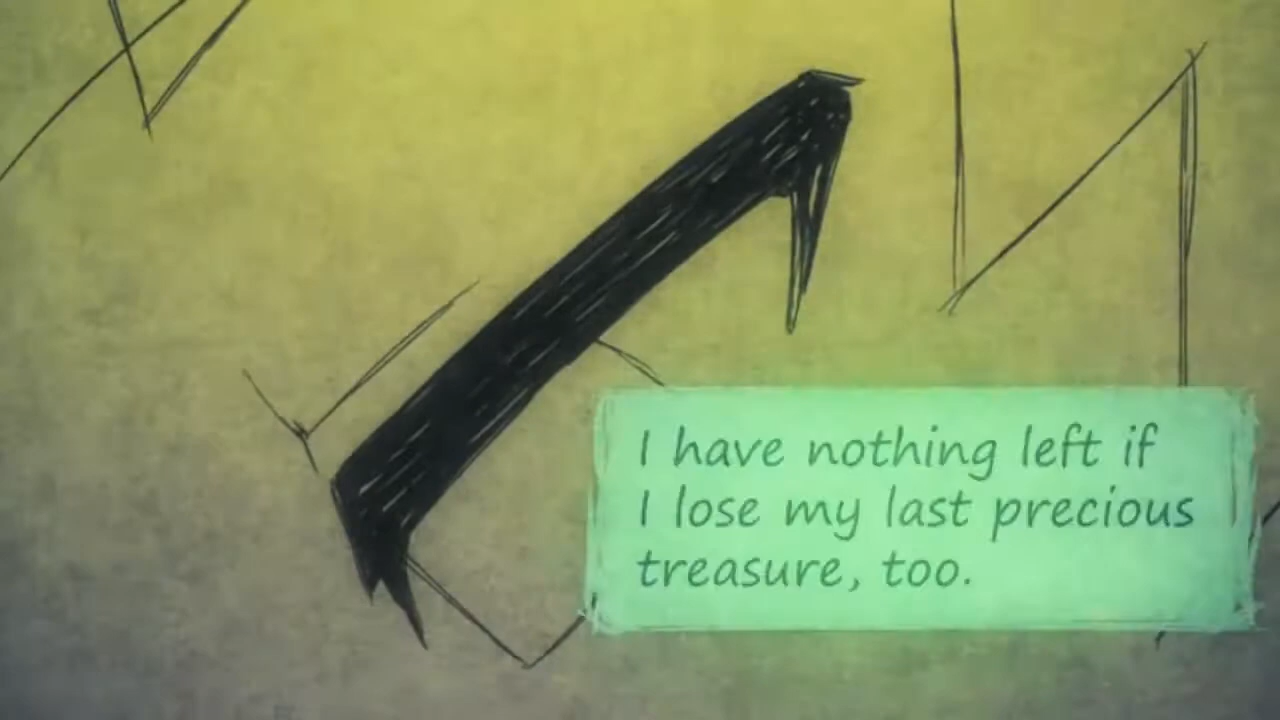 I have nothing left if
I lose my last precious
treasure, too.